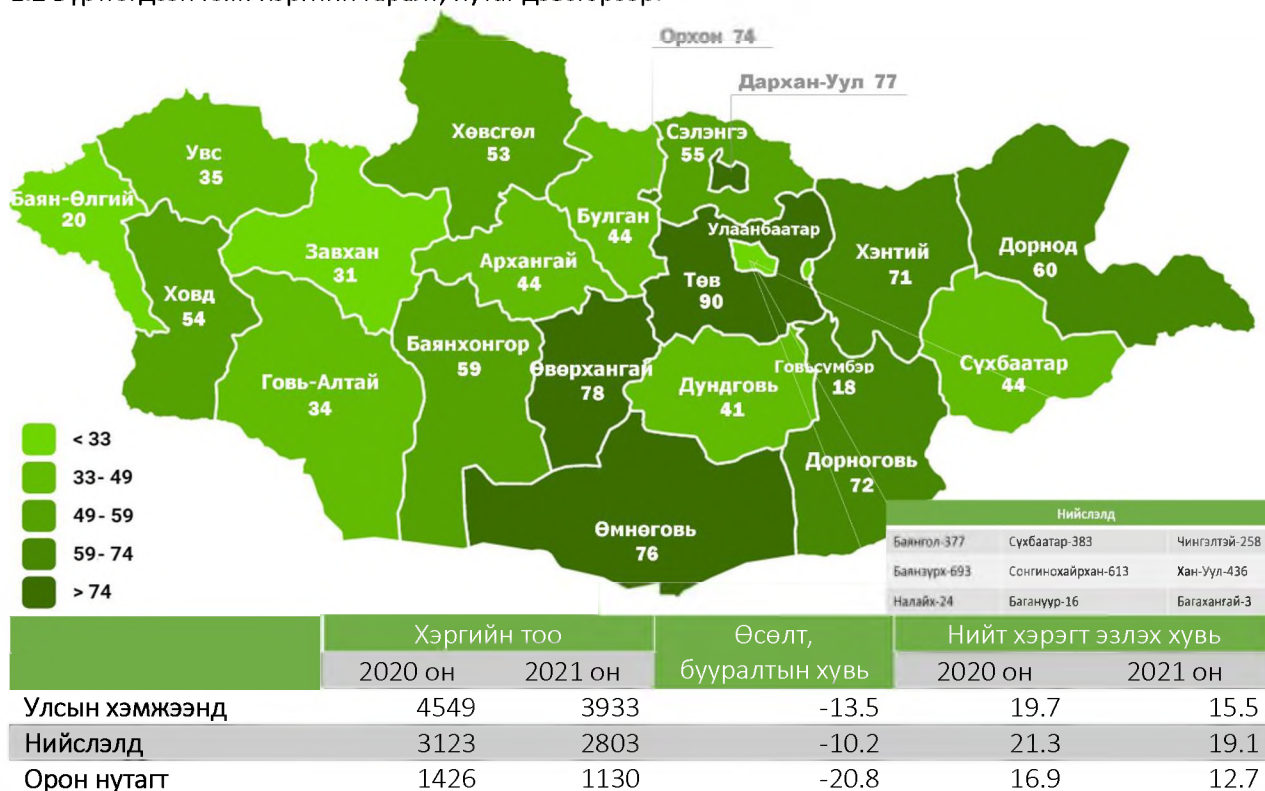 Орхон 74
Дархан-Уул 77
Хөвсгөл
53
Сэлэнгэ
55
Увс
35
Баян-Өлгий
20
Булган
44
Улаанбаатар
Хэнтий
71
Дорнод
60
Завхан
31
Архангай
44
Төв
90
Ховд
54
Баянхонгор
59
Өвөрхангай
78
Говь-Алтай
34
Дундговь
41
Говьсүмбэр
18
Сүхбаатар
44
Дорноговь
72
Өмнөговь
76
< 33
33- 49
49- 59
59- 74
> 74
Нийслэлд
Баянгол-377 Сүхбаатар-383 Чингэлтэй-258
Баянзүрх-693 Сонгинохайрхан-613 Хан-Уул-436
Налайх-24 Багануур-16 Багахангай-3
Хэргийн тоо Өсөлт, бууралтын хувь Нийт хэрэгт эзлэх хувь
2020 он 2021 он 2020 он 2021 он
Улсын хэмжээнд 4549 3933 -13.5 19.7 15.5
Нийслэлд 3123 2803 -10.2 21.3 19.1
Орон нутагт 1426 1130 -20.8 16.9 12.7